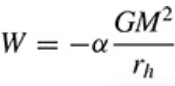 W = −α GM² / r_h